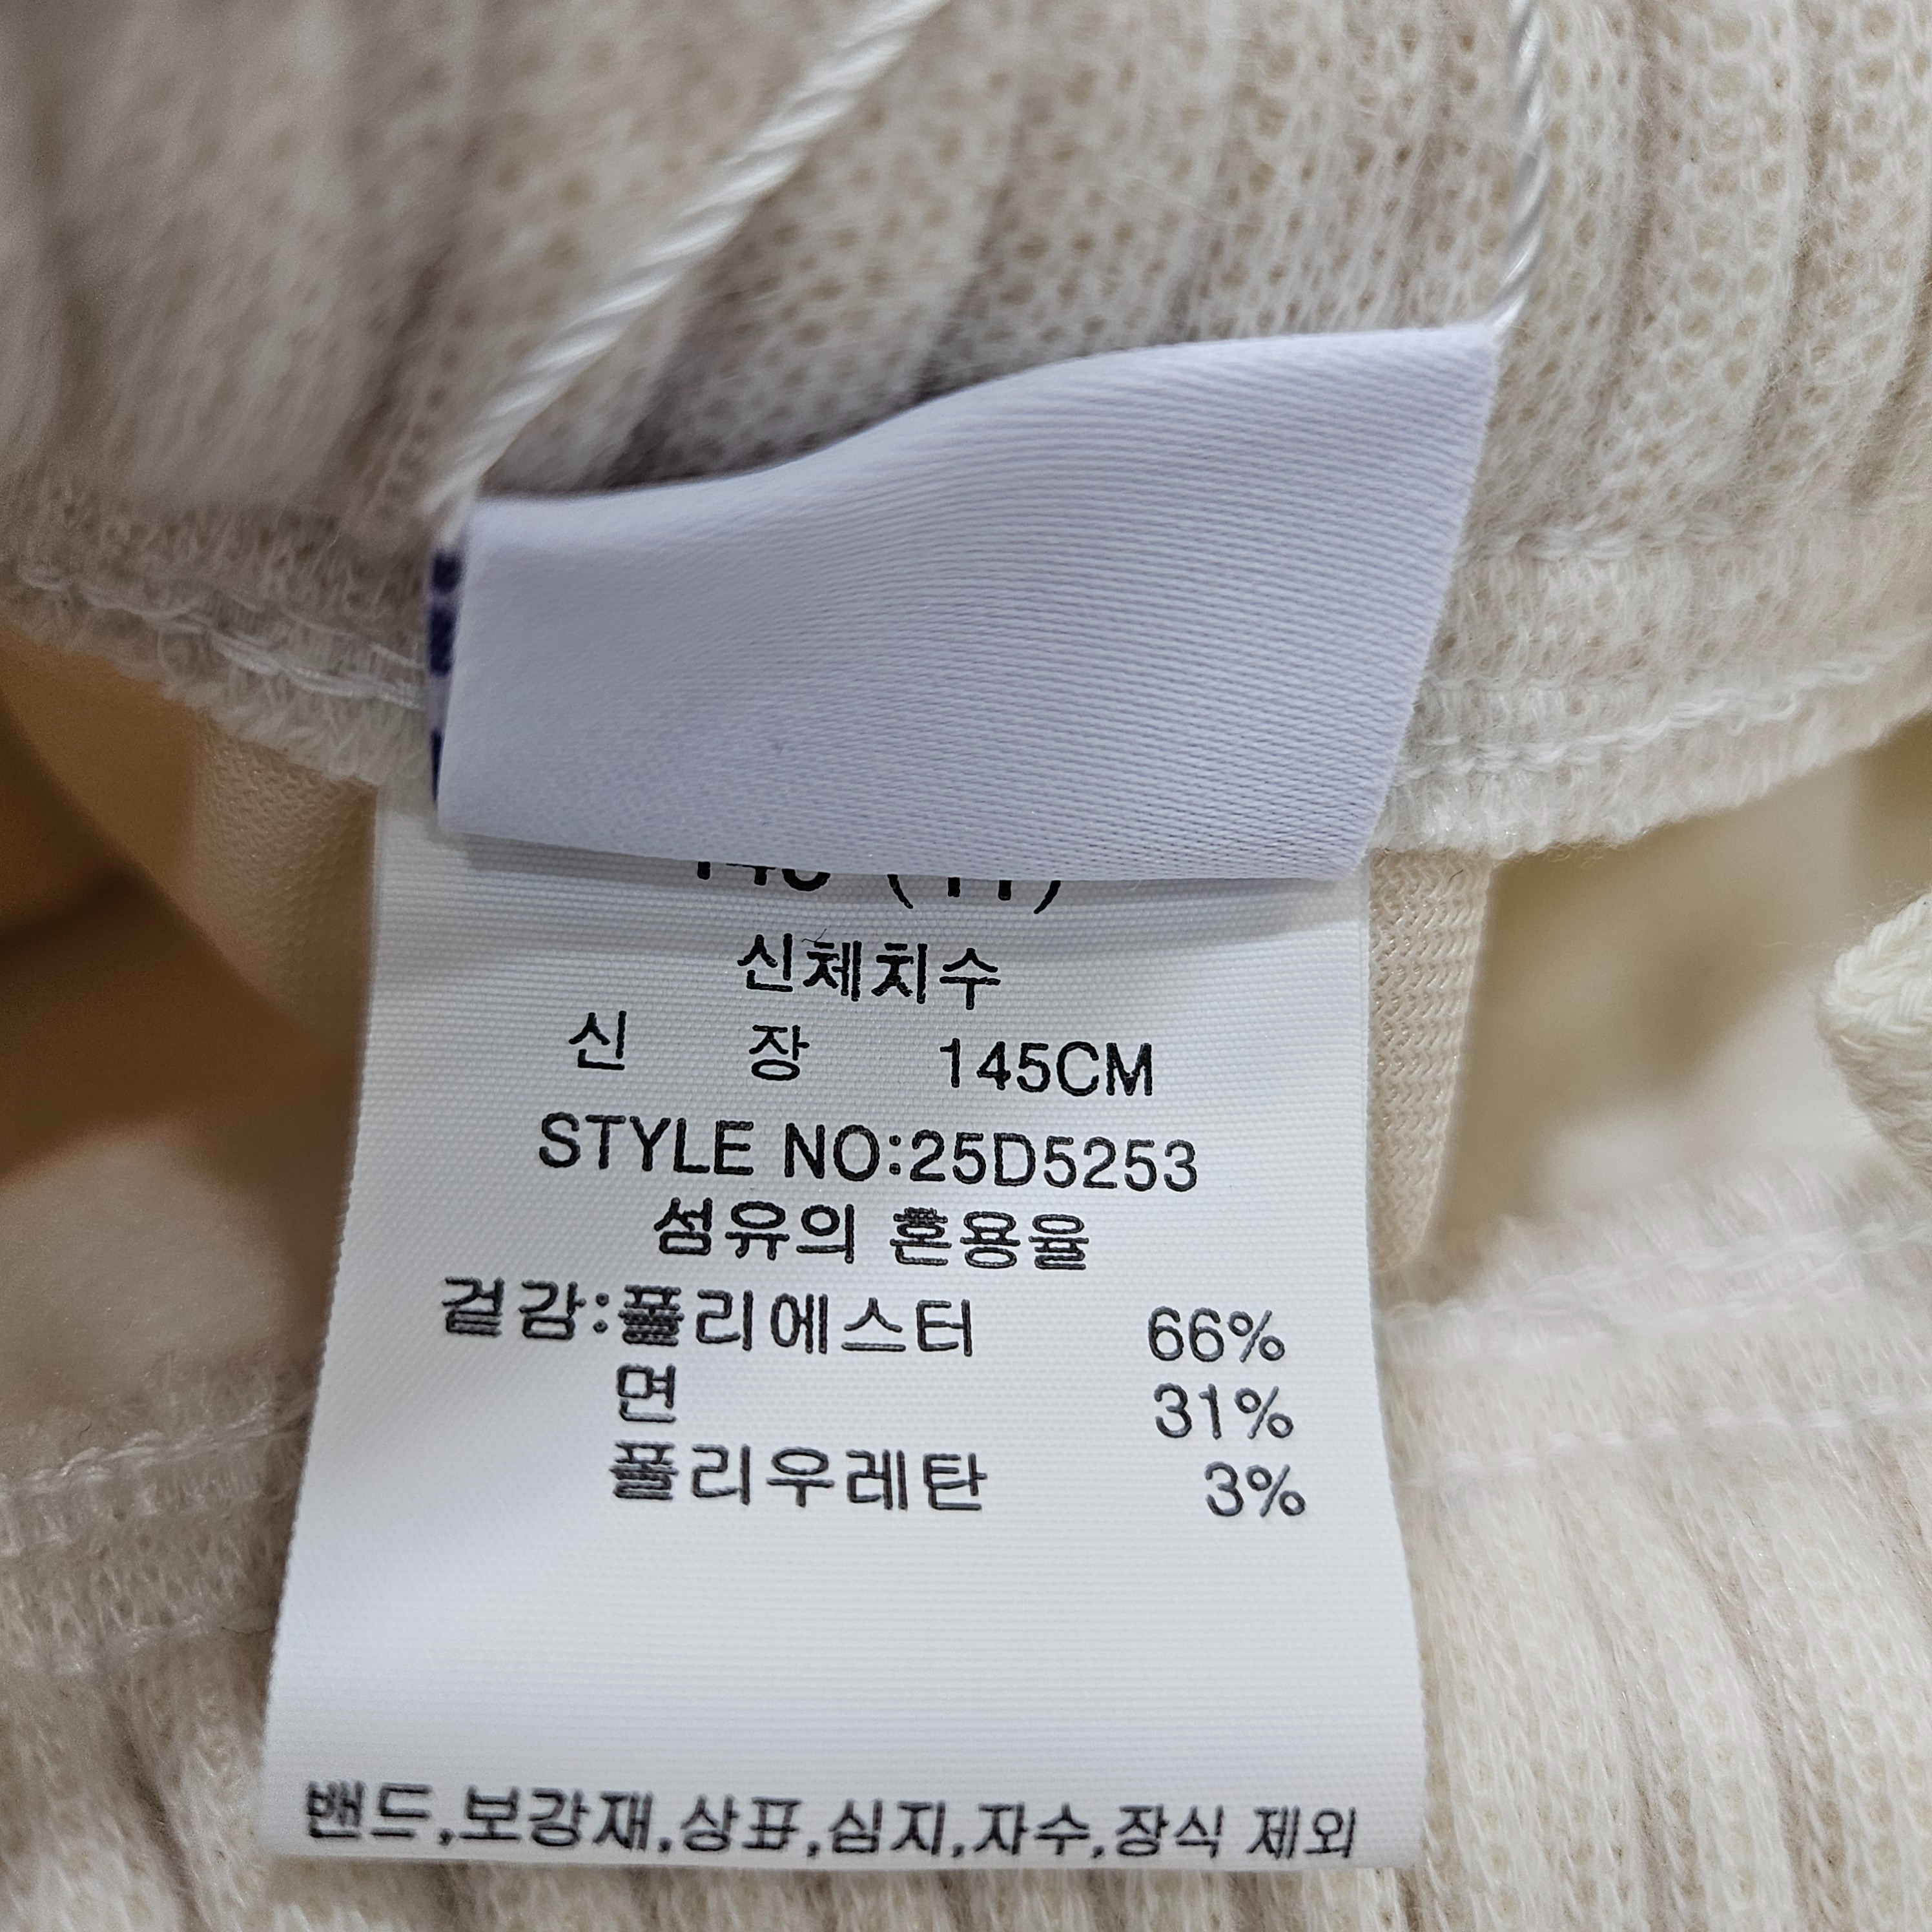 신체치수
신 장 145CM
STYLE NO:25D5253
섬유의 혼용율
겉감:폴리에스터 66%
면 31%
폴리우레탄 3%
밴드,보강재,상표,심지,자수,장식 제외